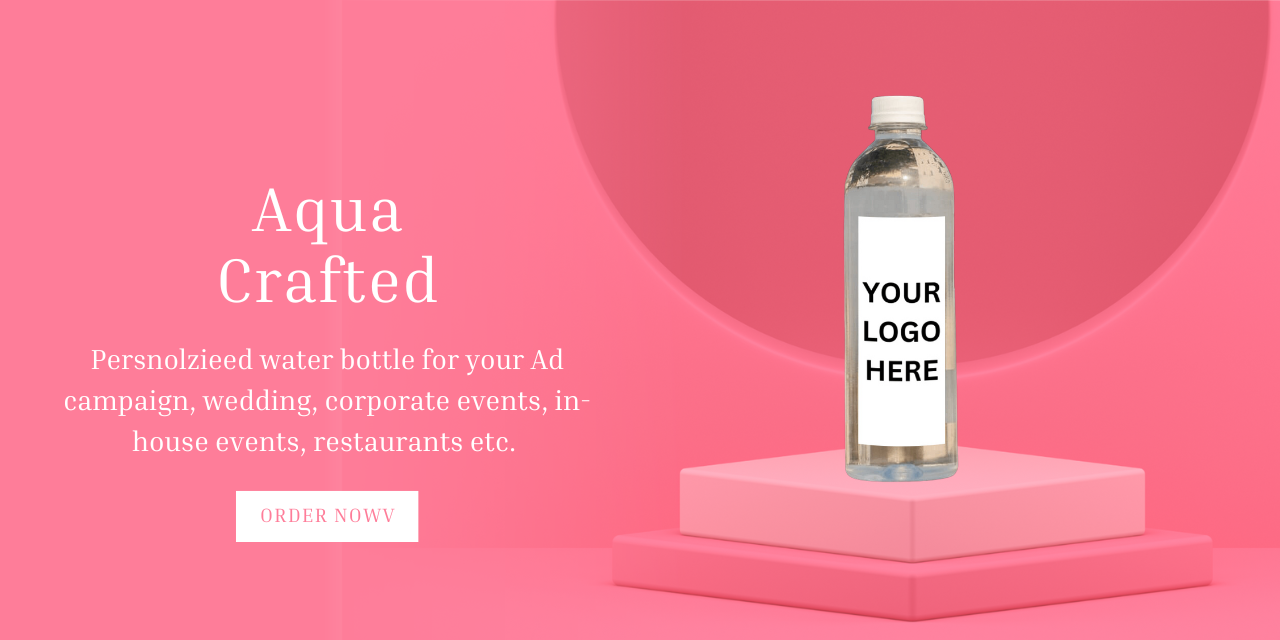 Aqua
Crafted
Persnolzieed water bottle for your Ad
campaign, wedding, corporate events, in-
house events, restaurants etc.
ORDER NOWV
YOUR
LOGO
HERE